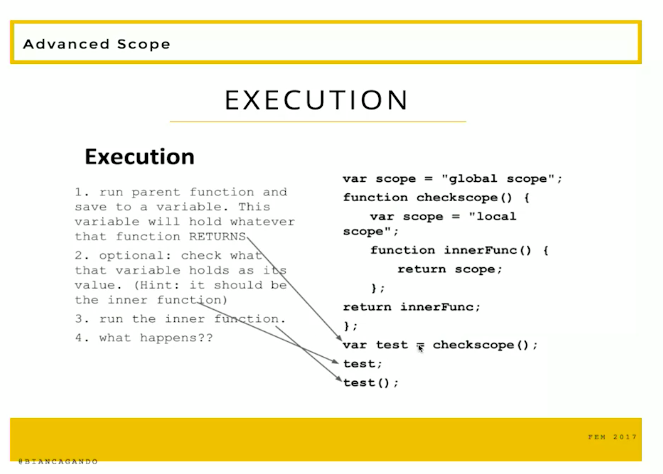 Advanced Scope
EXECUTION
Execution
1. run parent function and
save to a variable. This
variable will hold whatever
that function RETURNS
2. optional: check what
that variable holds as its
value. (Hint: it should be
the inner function)
3. run the inner function.
4. what happens??
var scope = "global scope";
function checkscope() {
var scope = "local
scope";
function innerFunc() {
return scope;
};
return innerFunc;
};
var test = checkscope();
test;
test();
FEM 2017
@BIANCAGANDO